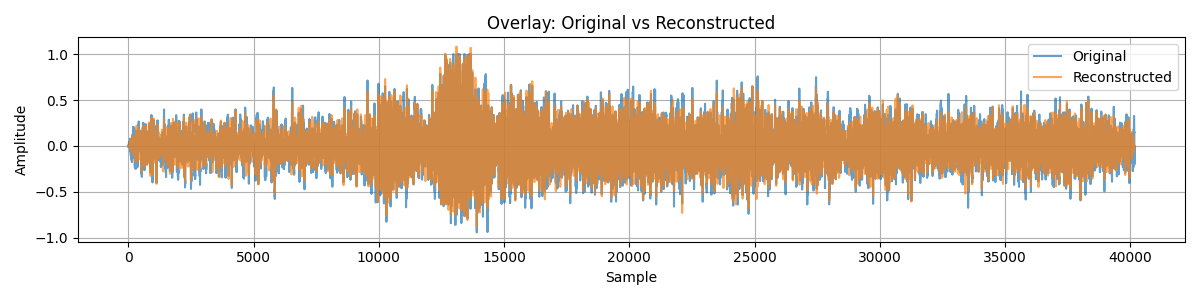 Overlay: Original vs Reconstructed
Original
Reconstructed
Amplitude
1.0
0.5
0.0
−0.5
−1.0
0 5000 10000 15000 20000 25000 30000 35000 40000
Sample